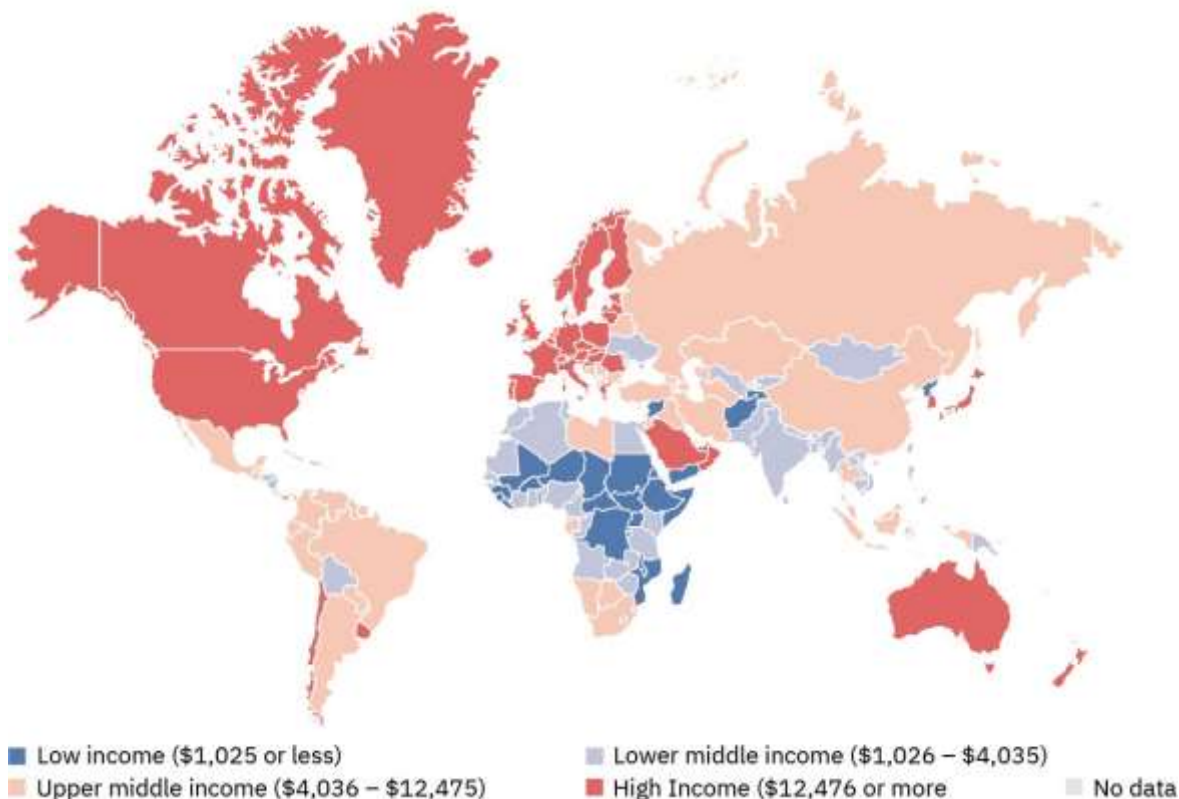 Low income ($1,025 or less)
Lower middle income ($1,026 – $4,035)
Upper middle income ($4,036 – $12,475)
High Income ($12,476 or more
No data